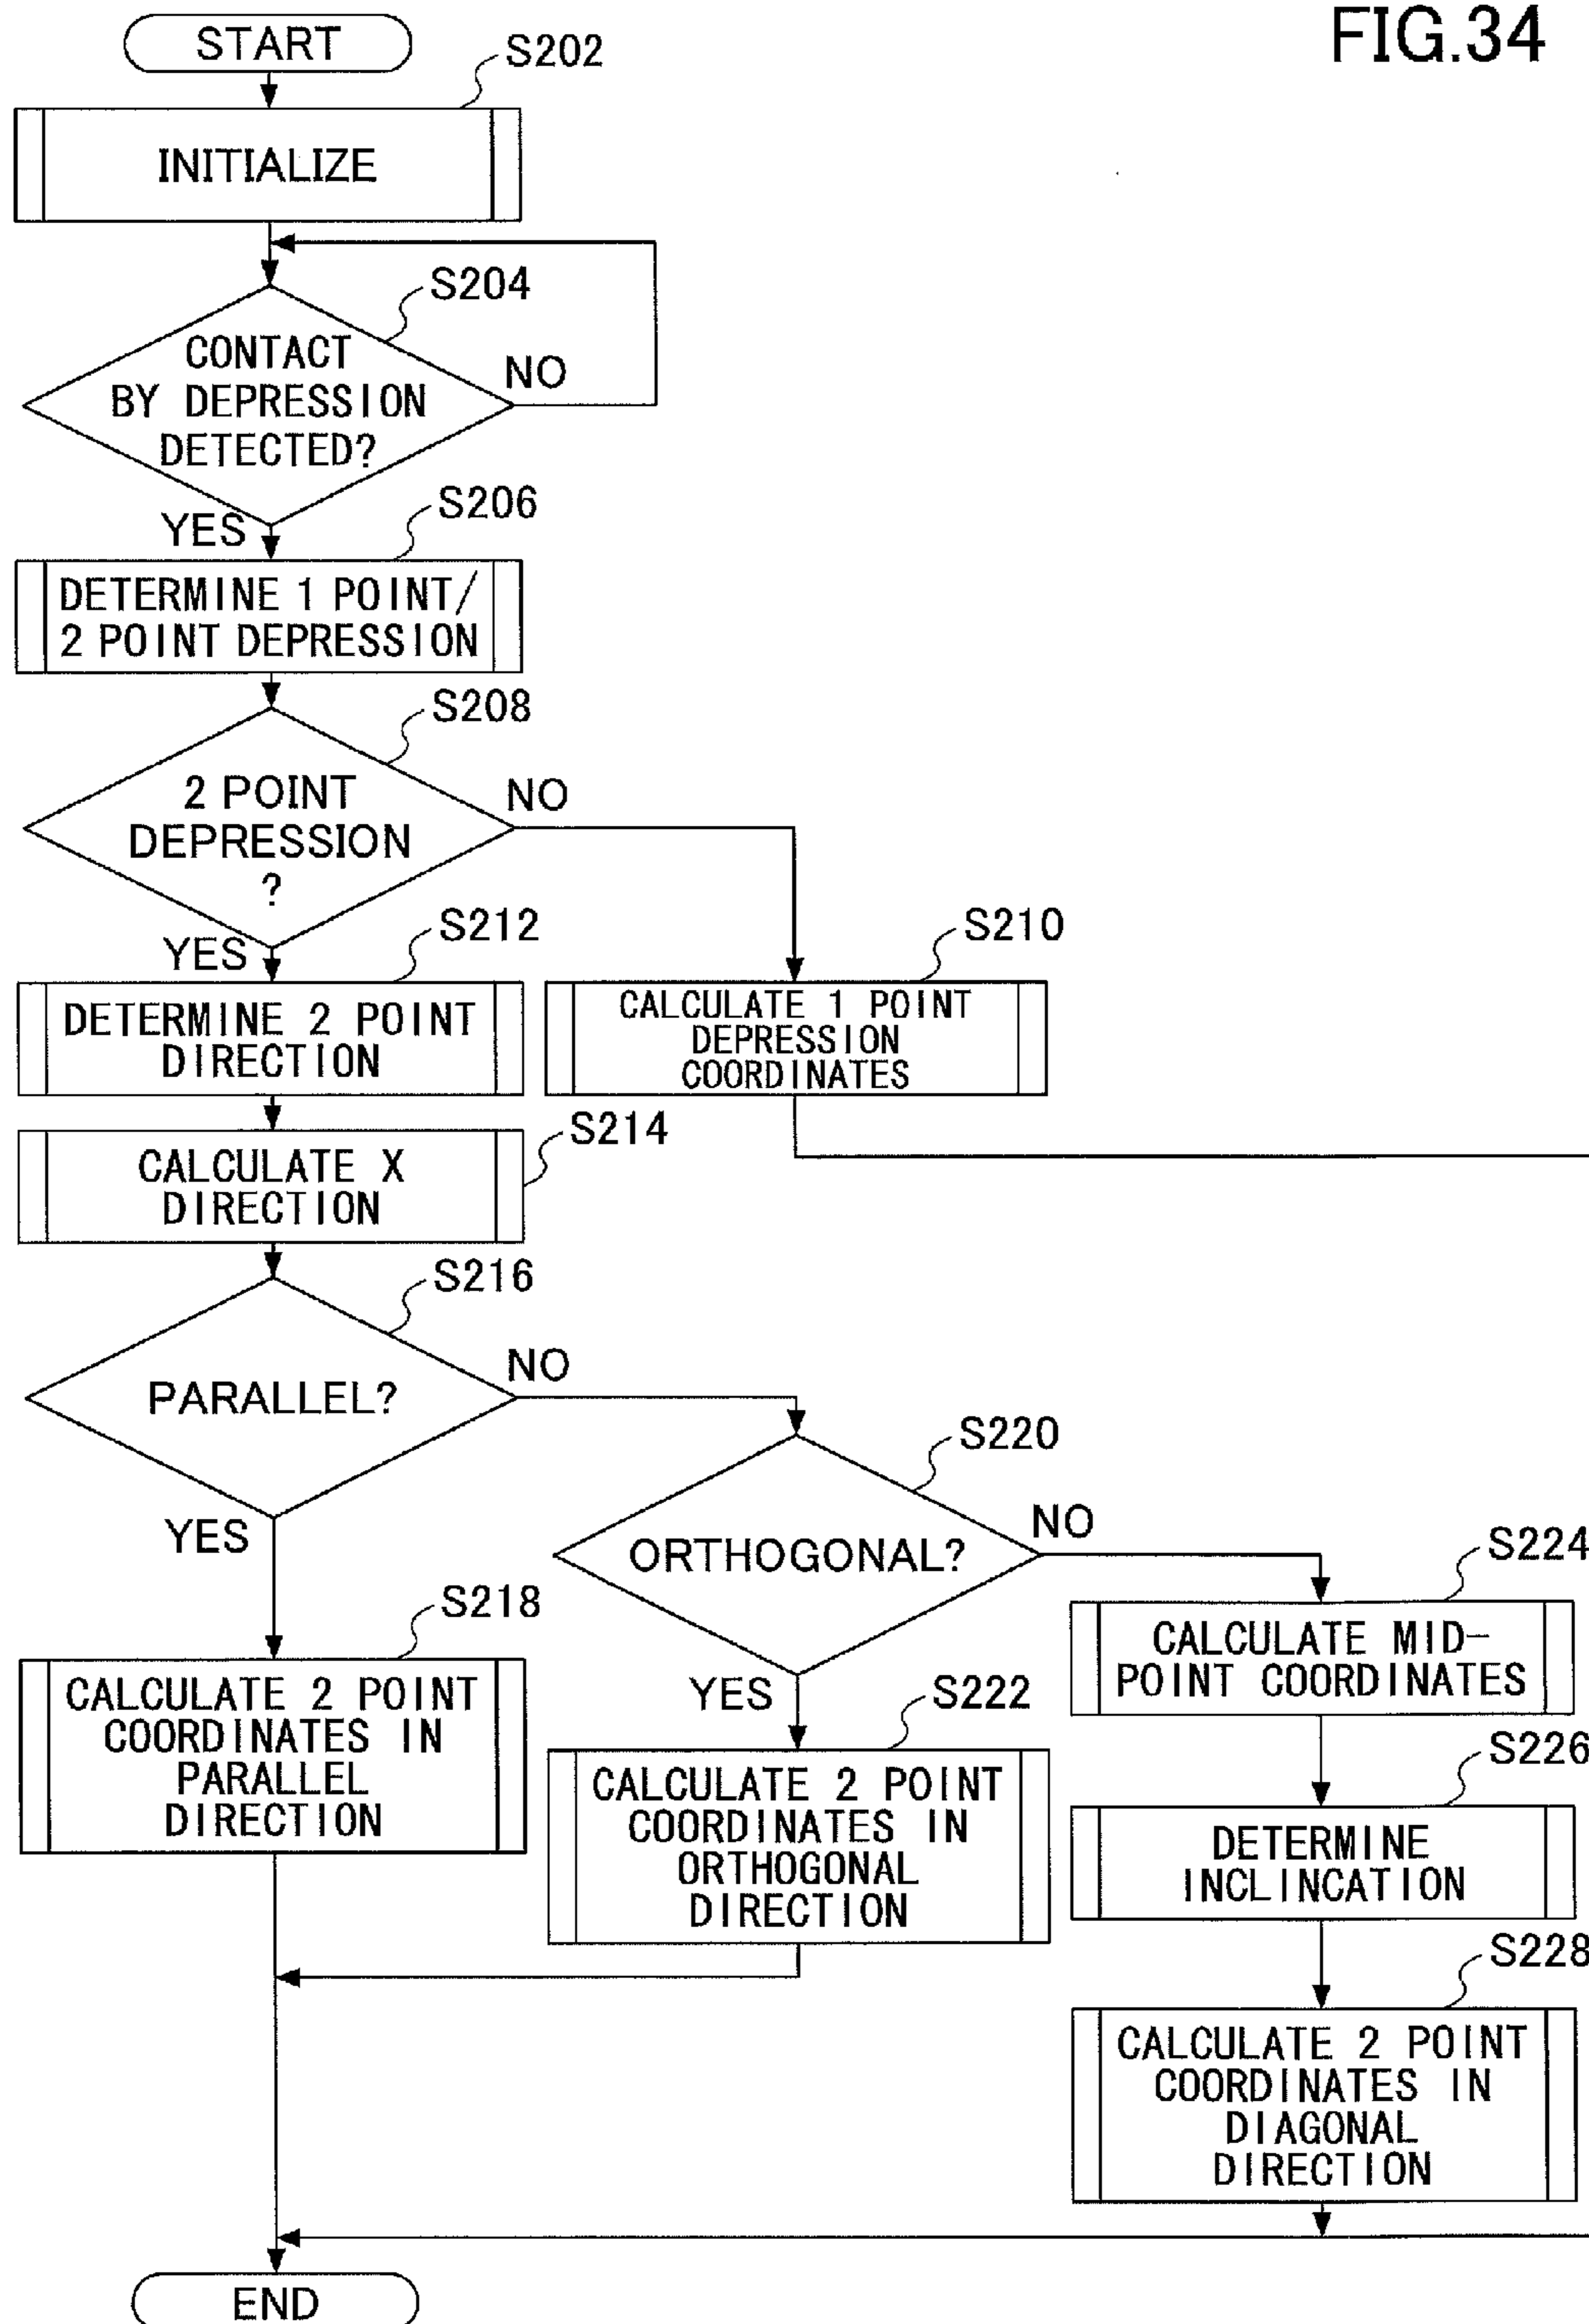 FIG.34
START
S202
INITIALIZE
S204
CONTACT
BY DEPRESSION
DETECTED?
NO
YES
S206
DETERMINE 1 POINT/
2 POINT DEPRESSION
S208
2 POINT
DEPRESSION
?
NO
YES
S212
DETERMINE 2 POINT
DIRECTION
S210
CALCULATE 1 POINT
DEPRESSION
COORDINATES
S214
CALCULATE X
DIRECTION
S216
PARALLEL?
NO
YES
S220
ORTHOGONAL?
NO
YES
S218
CALCULATE 2 POINT
COORDINATES IN
PARALLEL
DIRECTION
S222
CALCULATE 2 POINT
COORDINATES IN
ORTHOGONAL
DIRECTION
S224
CALCULATE MID-
POINT COORDINATES
S226
DETERMINE
INCLINCATION
S228
CALCULATE 2 POINT
COORDINATES IN
DIAGONAL
DIRECTION
END